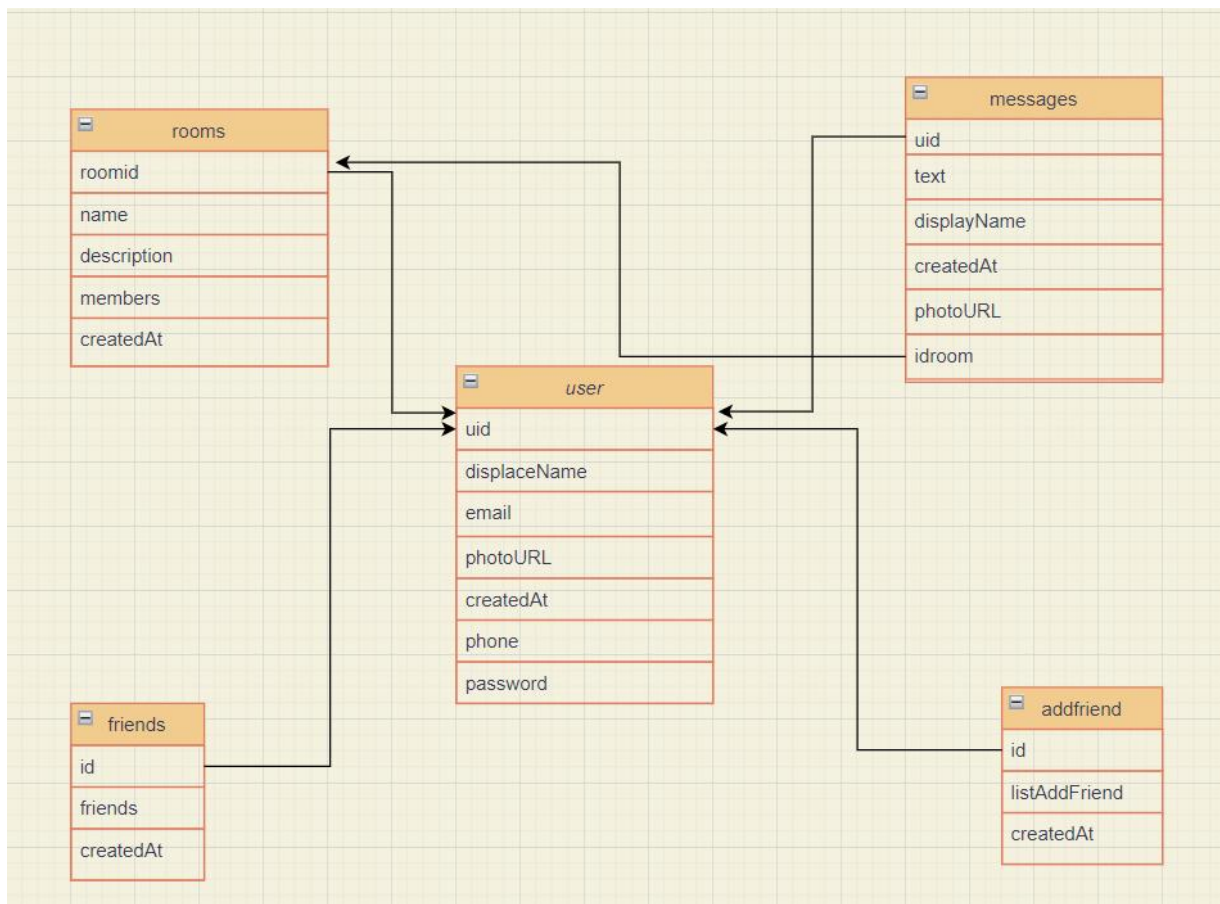 rooms
roomid
name
description
members
createdAt
messages
uid
text
displayName
createdAt
photoURL
idroom
user
uid
displaceName
email
photoURL
createdAt
phone
password
friends
id
friends
createdAt
addfriend
id
listAddFriend
createdAt